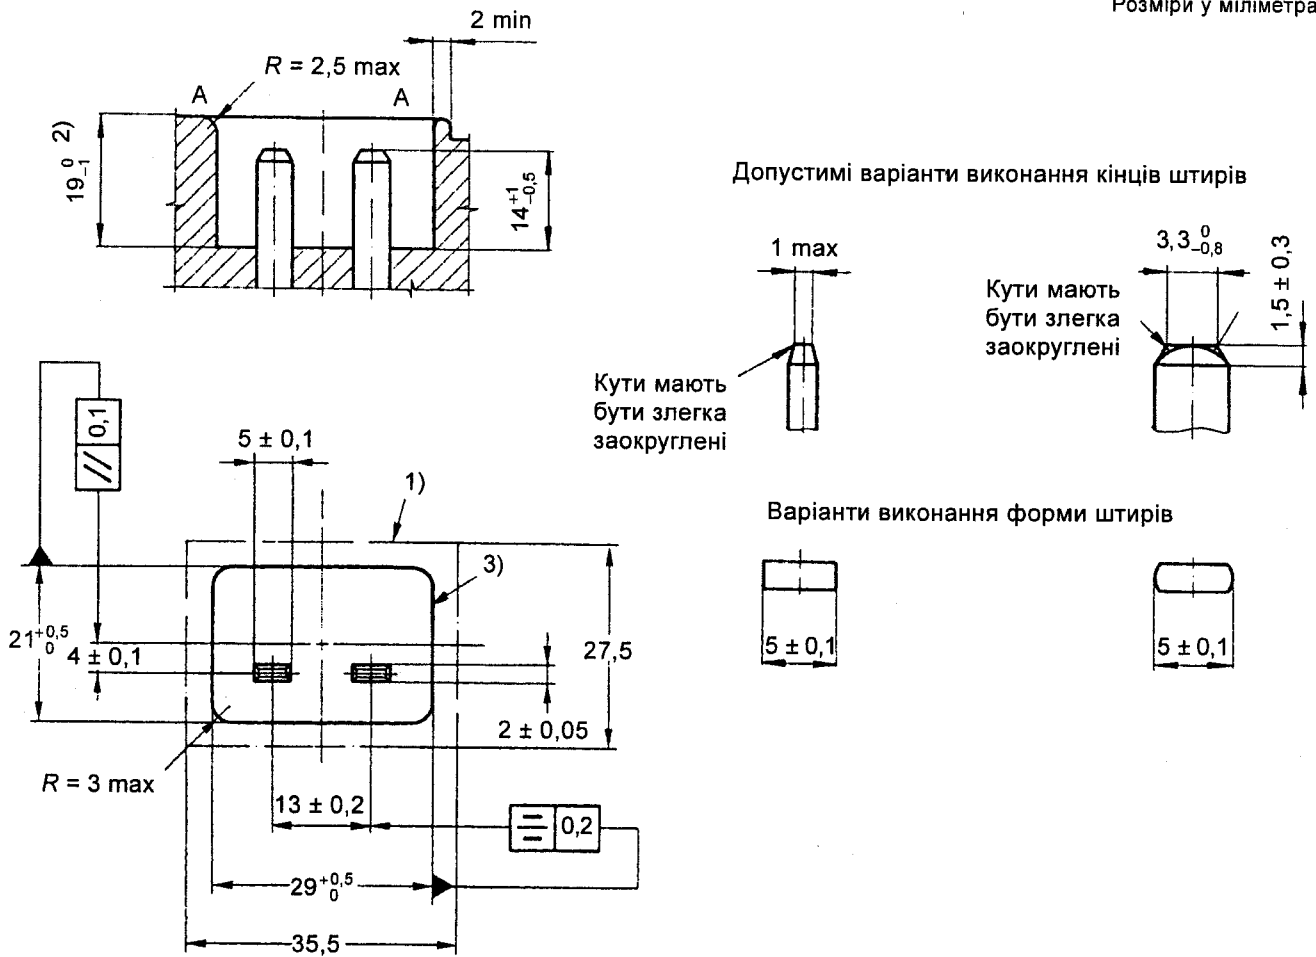 Розміри у міліметра
2 min
R = 2,5 max
A A
19 0 −1 2)
14 +1 −0,5
Допустимі варіанти виконання кінців штирів
1 max
3,3 0 −0,8
1,5 ± 0,3
Кути мають
бути злегка
заокруглені
Кути мають
бути злегка
заокруглені
// 0,1
5 ± 0,1
1)
3)
Варіанти виконання форми штирів
21 +0,5 0
4 ± 0,1
27,5
5 ± 0,1
5 ± 0,1
2 ± 0,05
R = 3 max
13 ± 0,2
0,2
29 +0,5 0
35,5